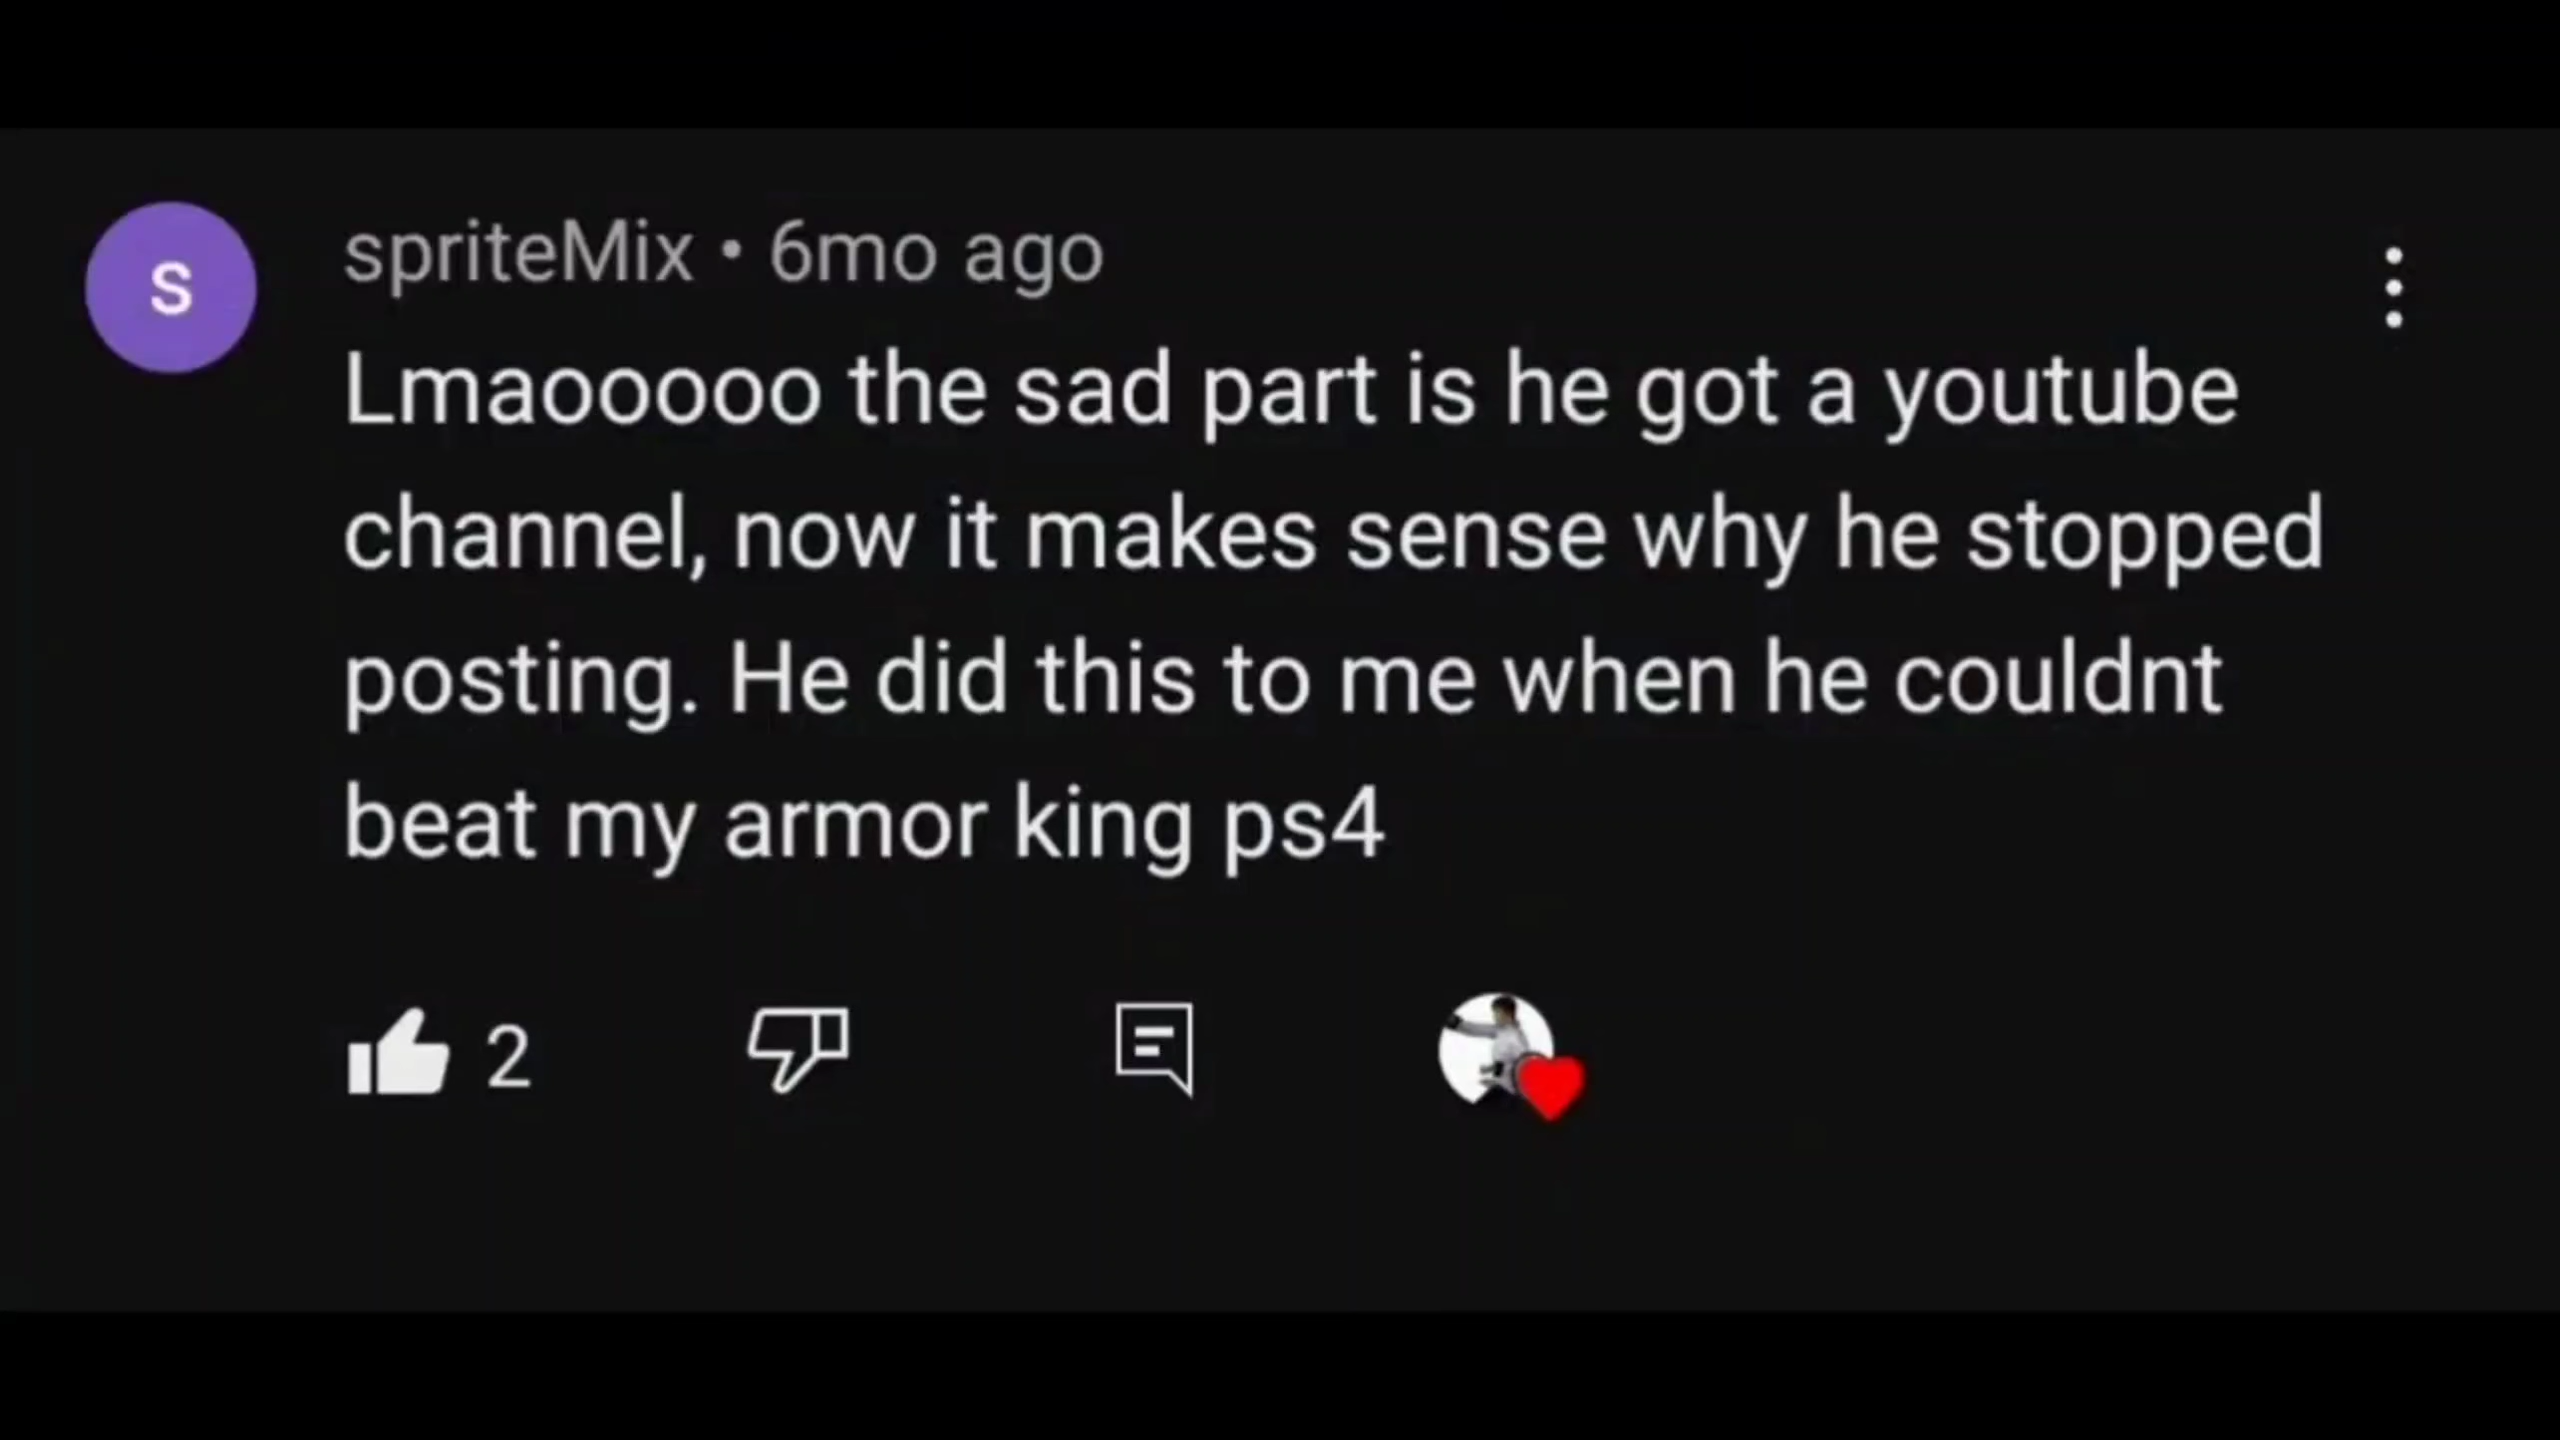 S
spriteMix • 6mo ago
Lmaooooo the sad part is he got a youtube
channel, now it makes sense why he stopped
posting. He did this to me when he couldnt
beat my armor king ps4
2